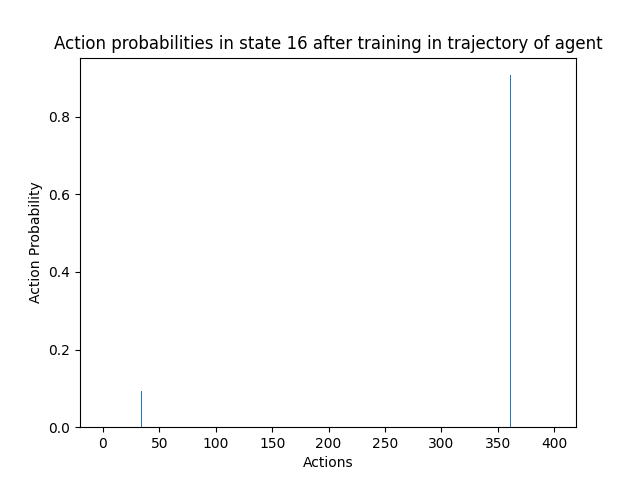 Action probabilities in state 16 after training in trajectory of agent
Action Probability
0.8
0.6
0.4
0.2
0.0
0 50 100 150 200 250 300 350 400
Actions